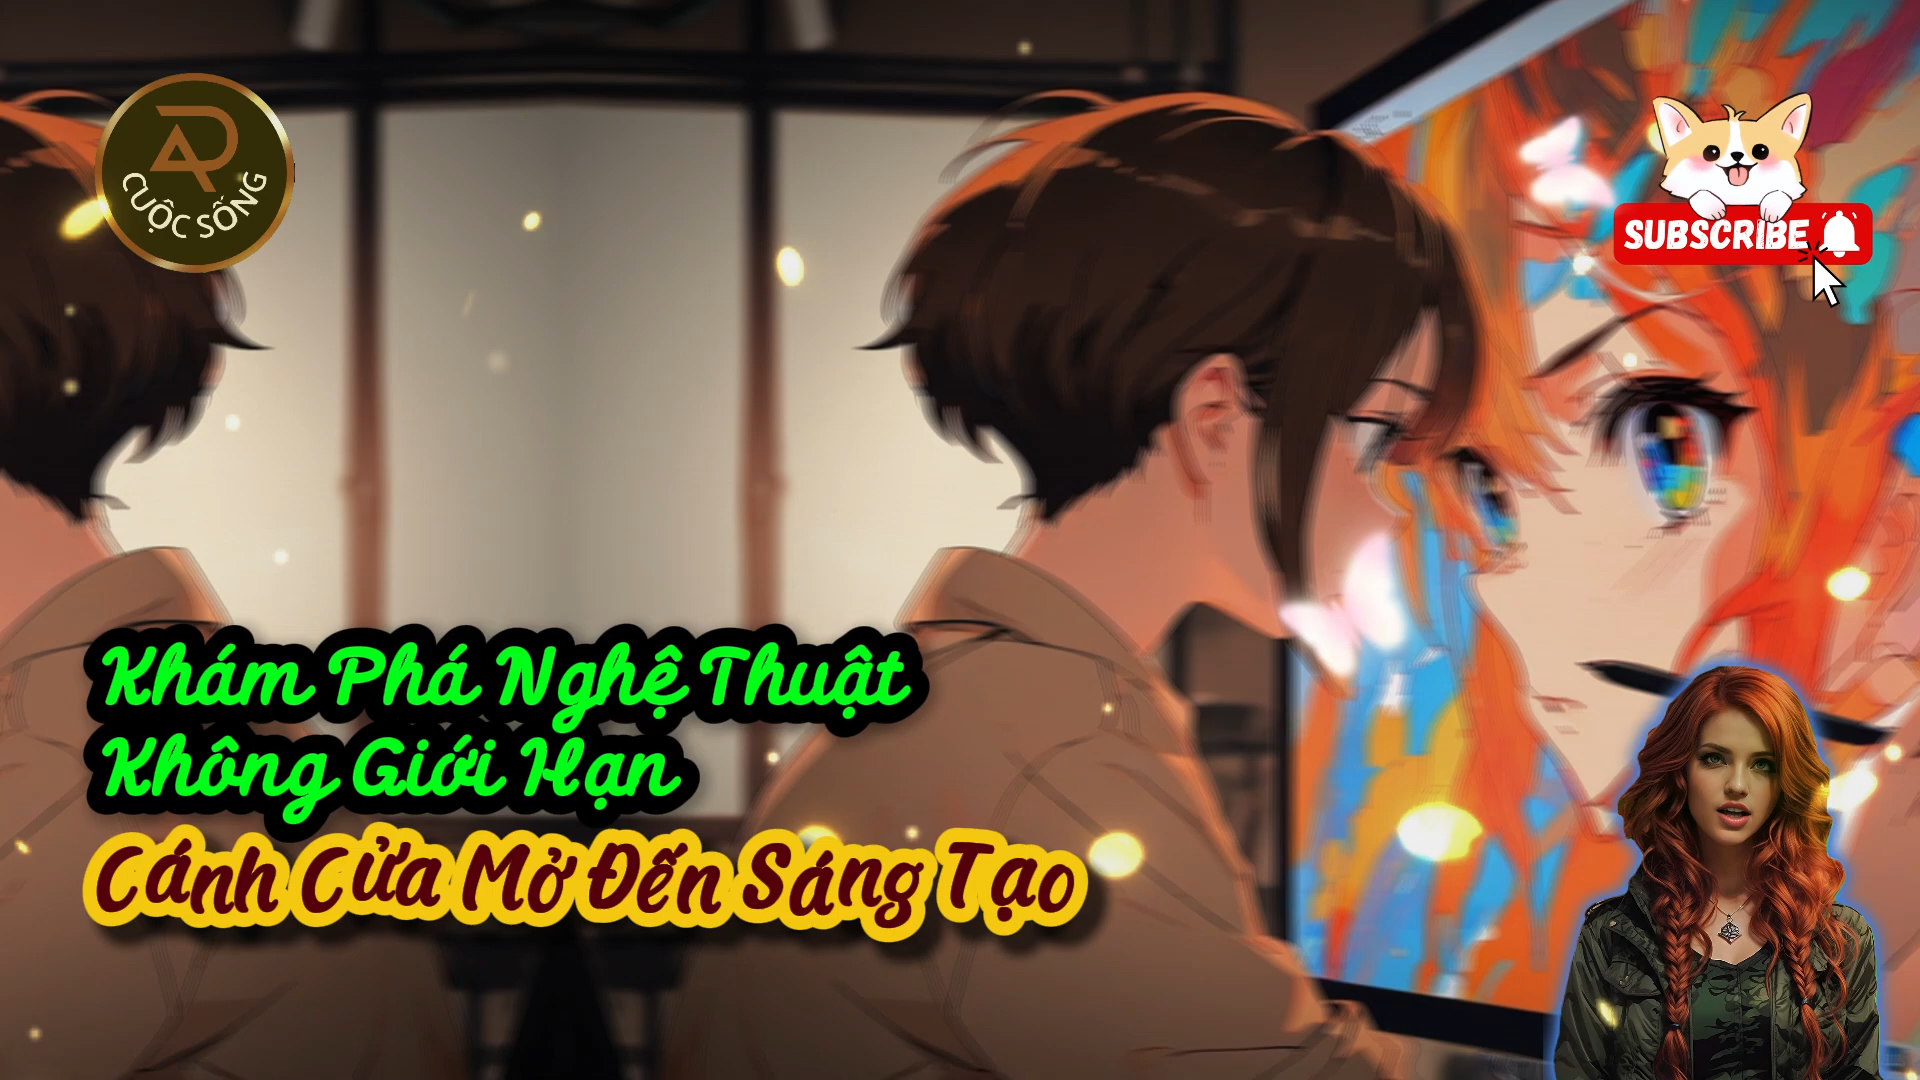 CUỘC SỐNG
SUBSCRIBE
Khám Phá Nghệ Thuật
Không Giới Hạn
Cánh Cửa Mở Đến Sáng Tạo